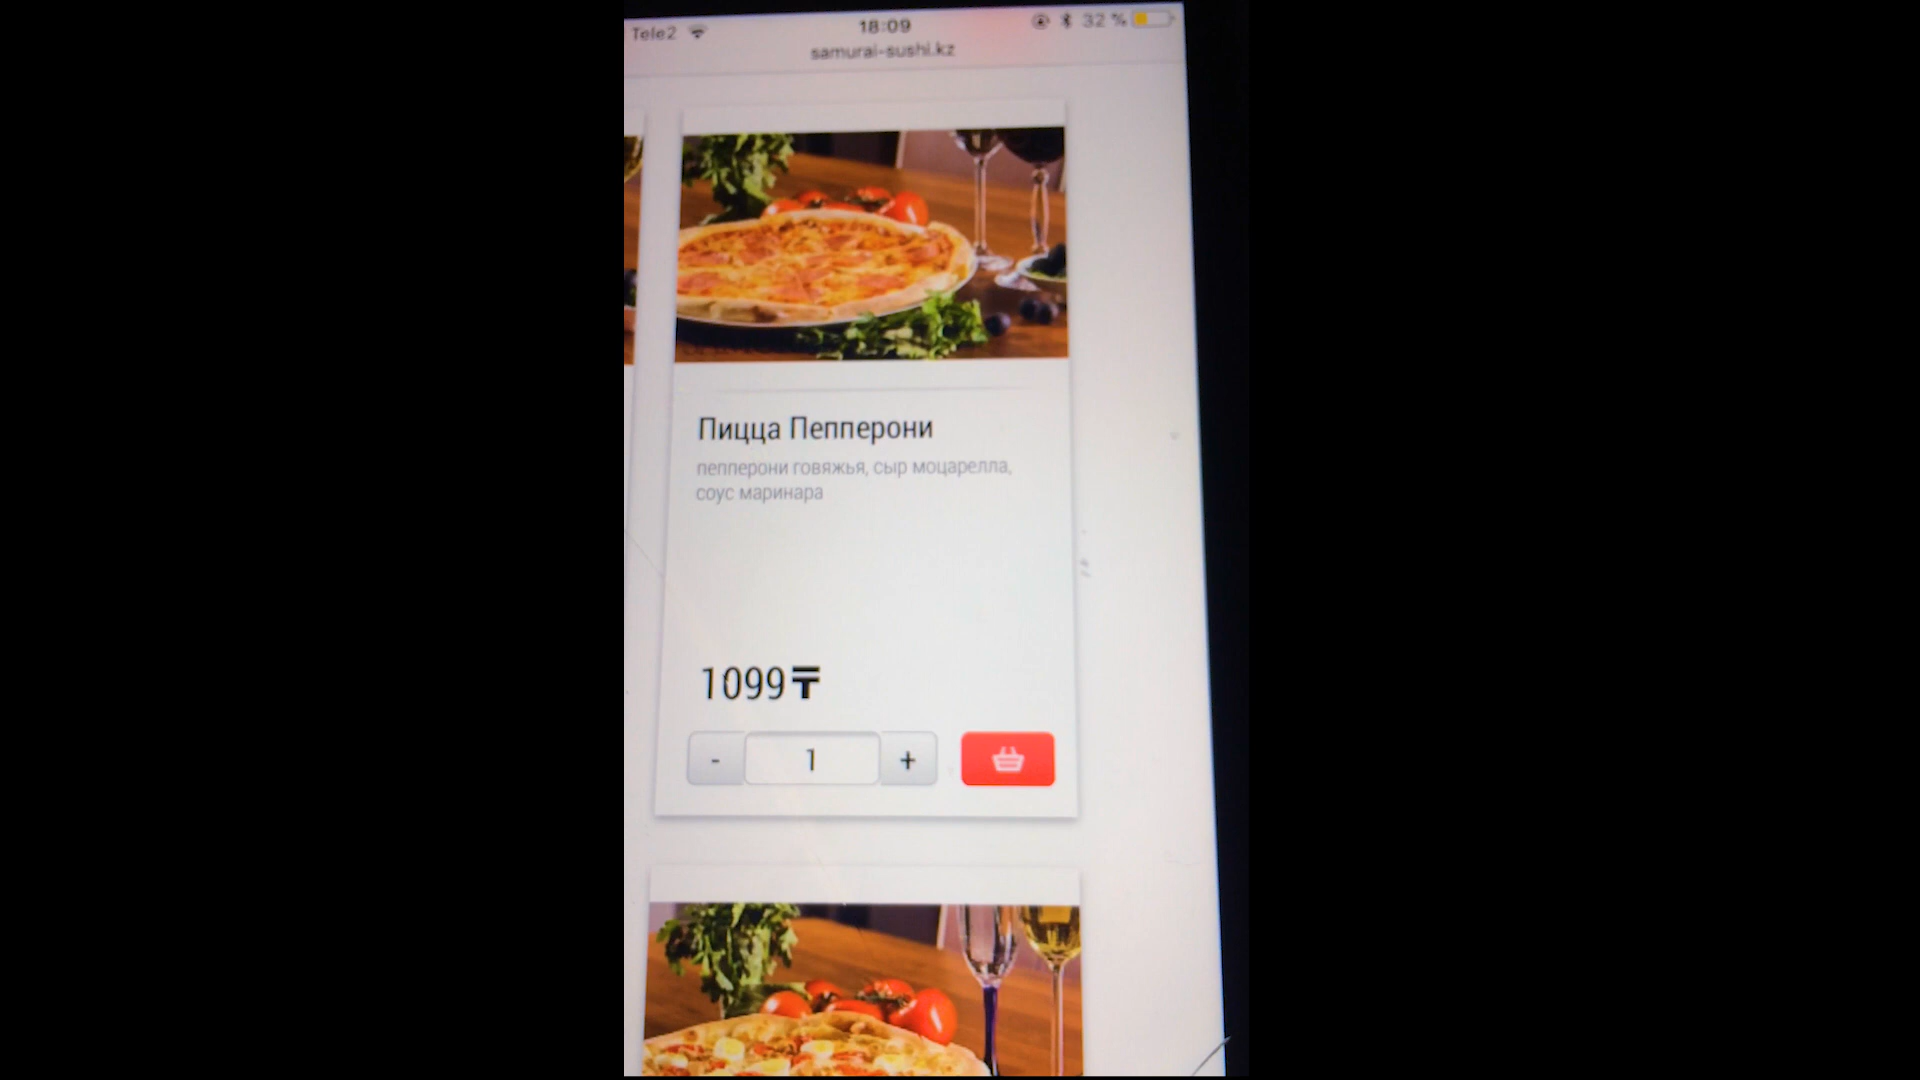 Tele2 18:09 32 %
samurai-sushi.kz
Пицца Пепперони
пепперони говяжья, сыр моцарелла,
соус маринара
1099₸
- 1 +